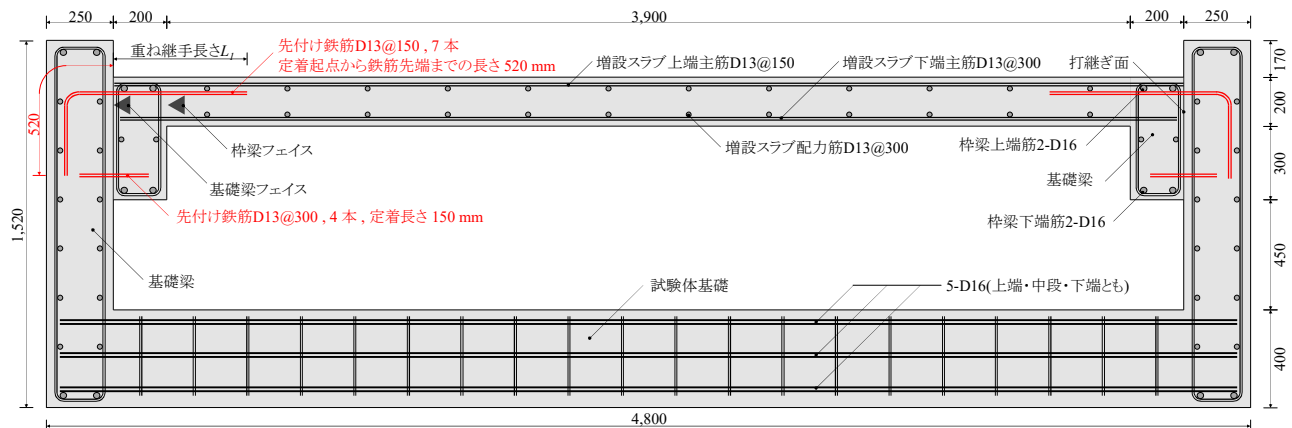 250
200
3,900
200
250
重ね継手長さL1
先付け鉄筋D13@150 , 7 本
定着起点から鉄筋先端までの長さ 520 mm
増設スラブ上端主筋D13@150
増設スラブ下端主筋D13@300
打継ぎ面
170
200
300
450
400
520
1,520
枠梁フェイス
基礎梁フェイス
増設スラブ配力筋D13@300
枠梁上端筋2-D16
基礎梁
枠梁下端筋2-D16
先付け鉄筋D13@300 , 4 本 , 定着長さ 150 mm
基礎梁
試験体基礎
5-D16(上端・中段・下端とも)
4,800